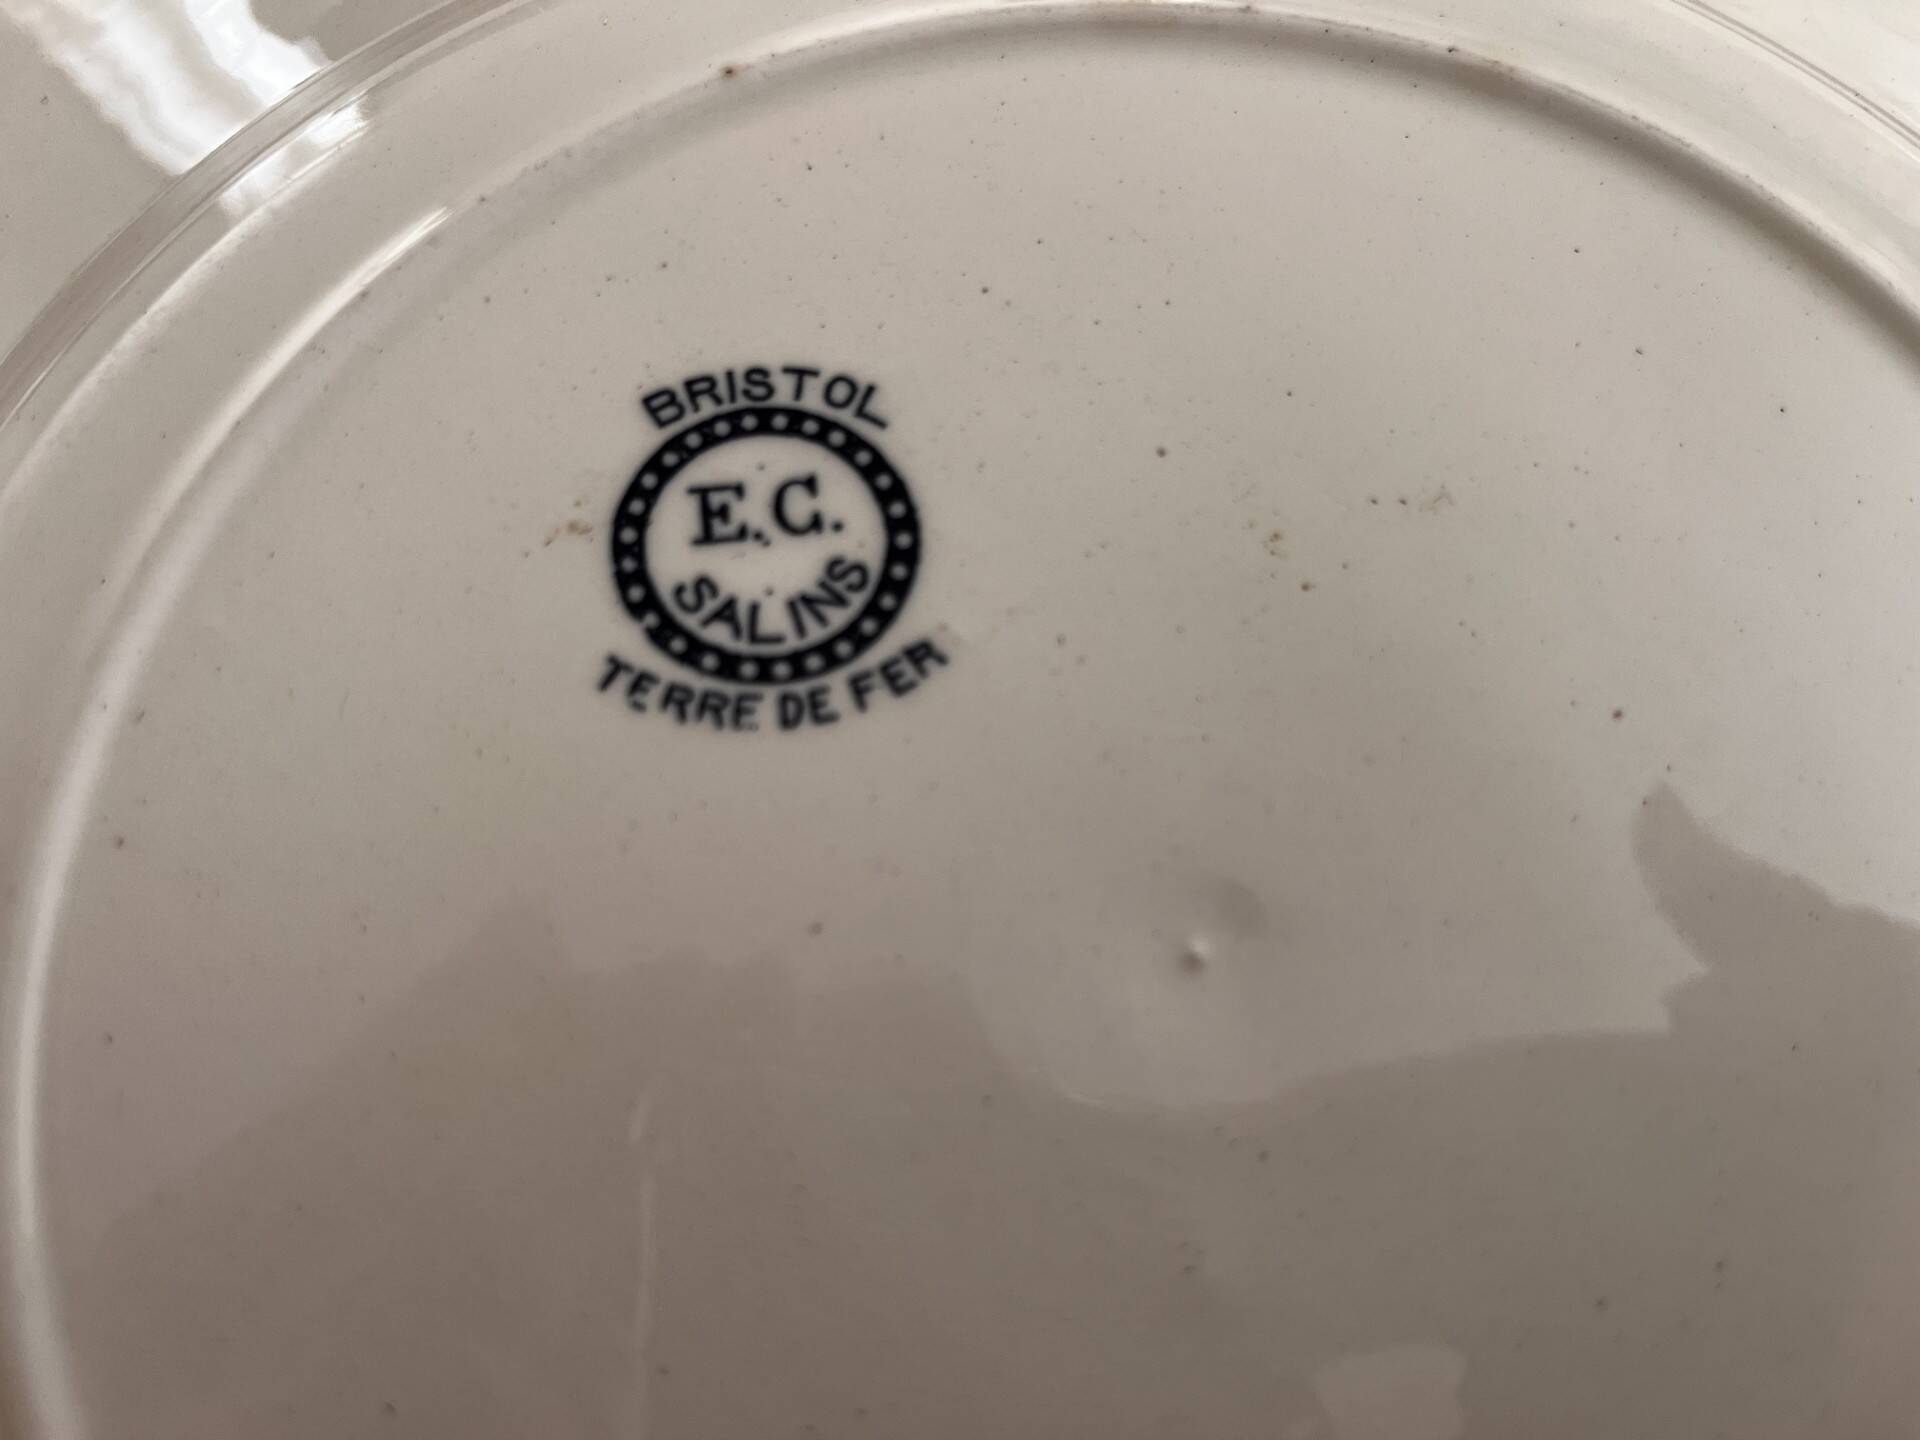 BRISTOL
E.C.
SALINS
TERRE DE FER